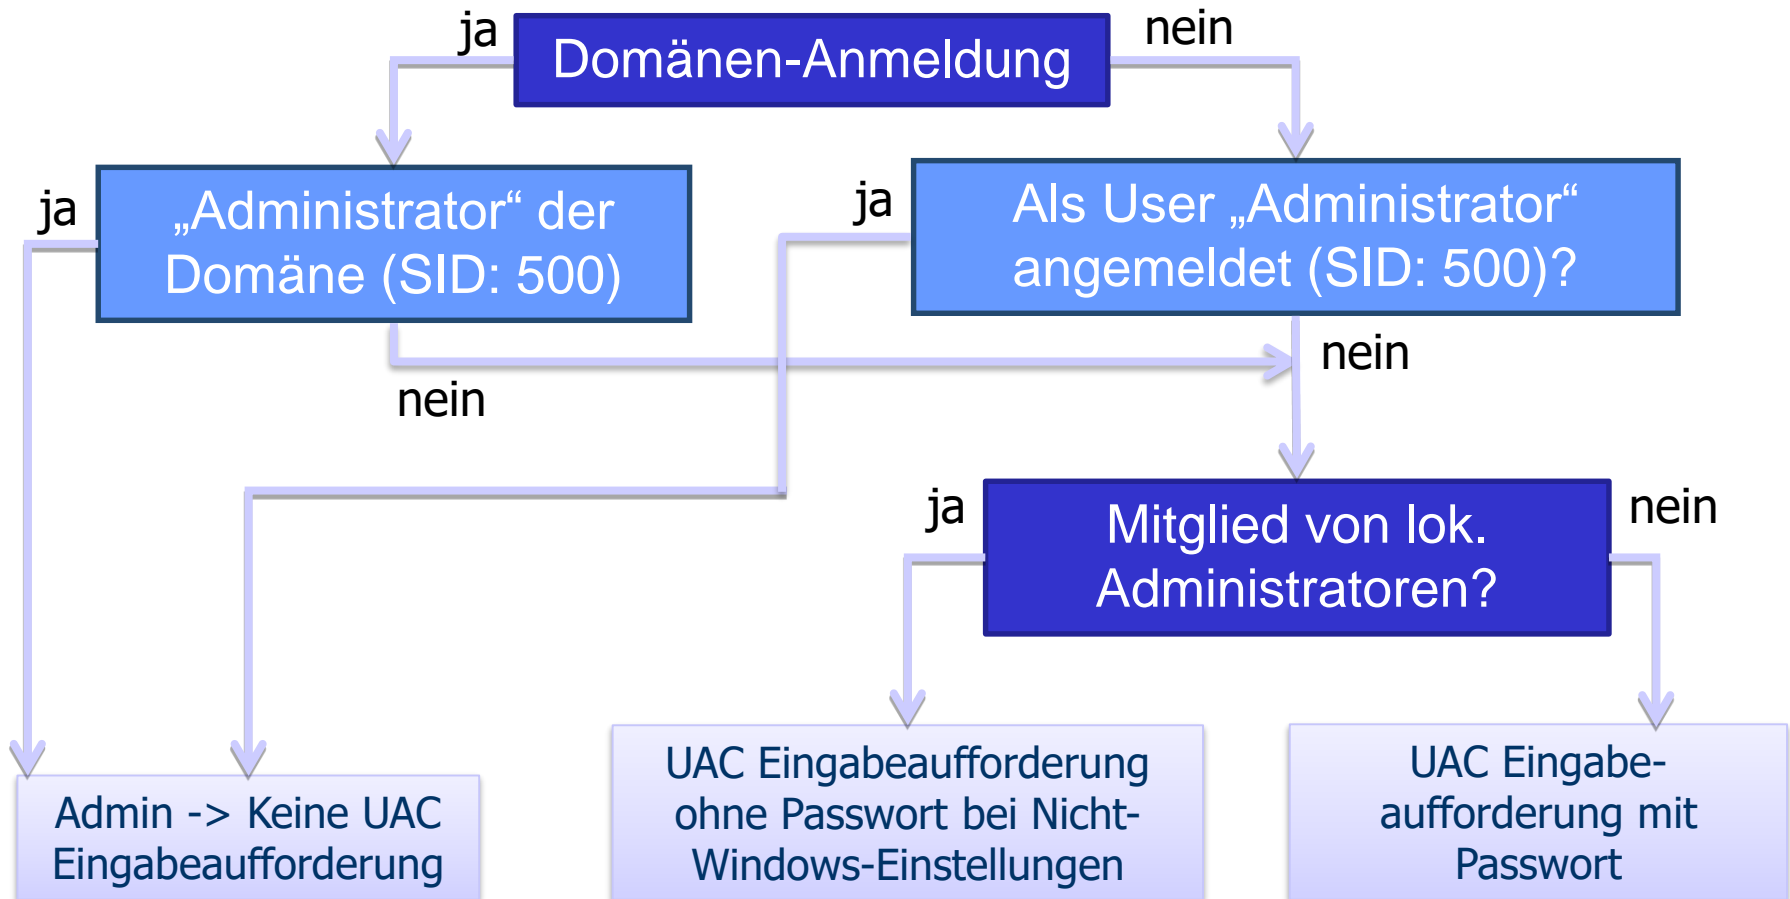 ja
Domänen-Anmeldung
nein
ja
„Administrator“ der
Domäne (SID: 500)
ja
Als User „Administrator“
angemeldet (SID: 500)?
nein
nein
ja
Mitglied von lok.
Administratoren?
nein
Admin -> Keine UAC
Eingabeaufforderung
UAC Eingabeaufforderung
ohne Passwort bei Nicht-
Windows-Einstellungen
UAC Eingabe-
aufforderung mit
Passwort